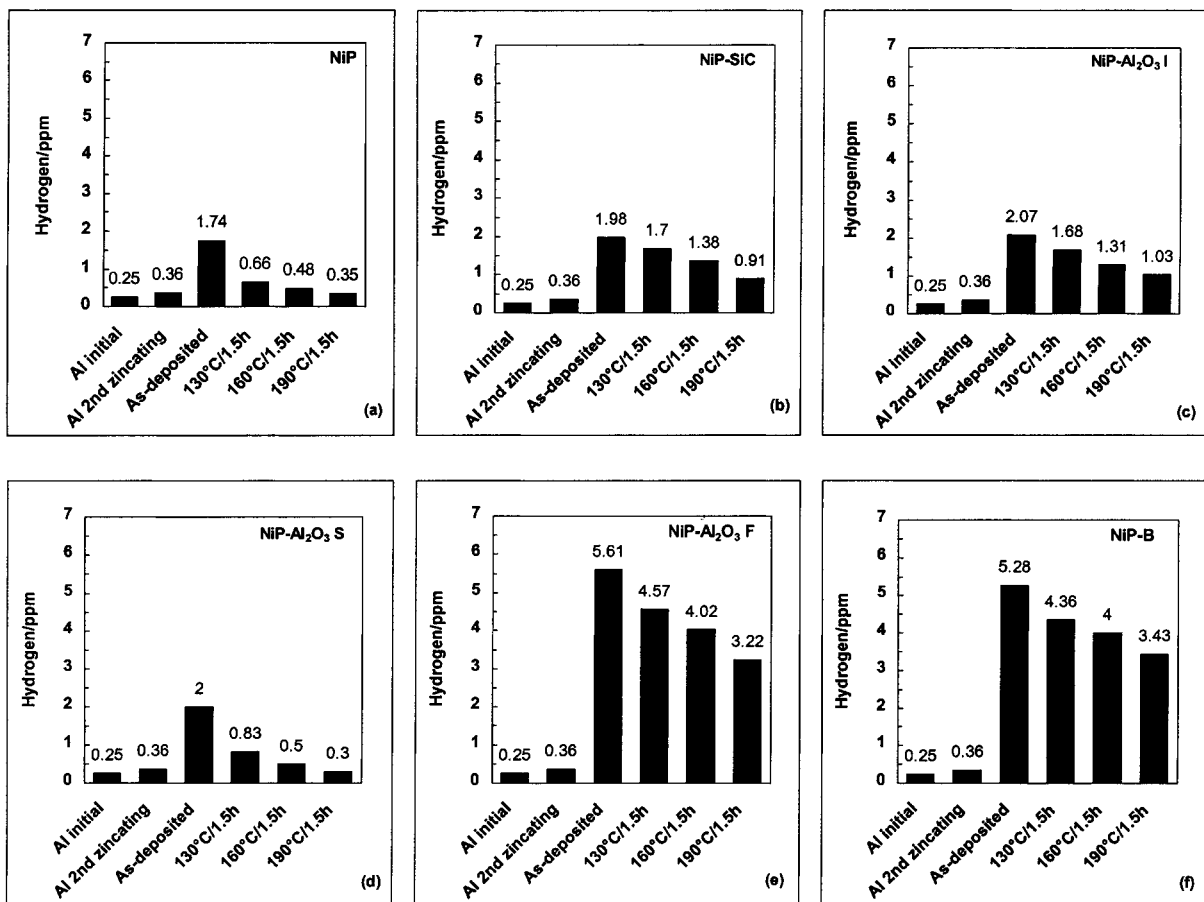 NiP
Hydrogen/ppm
7
6
5
4
3
2
1
0
0.25
0.36
1.74
0.66
0.48
0.35
Al initial
Al 2nd zincating
As-deposited
130°C/1.5h
160°C/1.5h
190°C/1.5h
(a)
NiP-SIC
Hydrogen/ppm
7
6
5
4
3
2
1
0
0.25
0.36
1.98
1.7
1.38
0.91
Al initial
Al 2nd zincating
As-deposited
130°C/1.5h
160°C/1.5h
190°C/1.5h
(b)
NiP-Al₂O₃ I
Hydrogen/ppm
7
6
5
4
3
2
1
0
0.25
0.36
2.07
1.68
1.31
1.03
Al initial
Al 2nd zincating
As-deposited
130°C/1.5h
160°C/1.5h
190°C/1.5h
(c)
NiP-Al₂O₃ S
Hydrogen/ppm
7
6
5
4
3
2
1
0
0.25
0.36
2
0.83
0.5
0.3
Al initial
Al 2nd zincating
As-deposited
130°C/1.5h
160°C/1.5h
190°C/1.5h
(d)
NiP-Al₂O₃ F
Hydrogen/ppm
7
6
5
4
3
2
1
0
0.25
0.36
5.61
4.57
4.02
3.22
Al initial
Al 2nd zincating
As-deposited
130°C/1.5h
160°C/1.5h
190°C/1.5h
(e)
NiP-B
Hydrogen/ppm
7
6
5
4
3
2
1
0
0.25
0.36
5.28
4.36
4
3.43
Al initial
Al 2nd zincating
As-deposited
130°C/1.5h
160°C/1.5h
190°C/1.5h
(f)